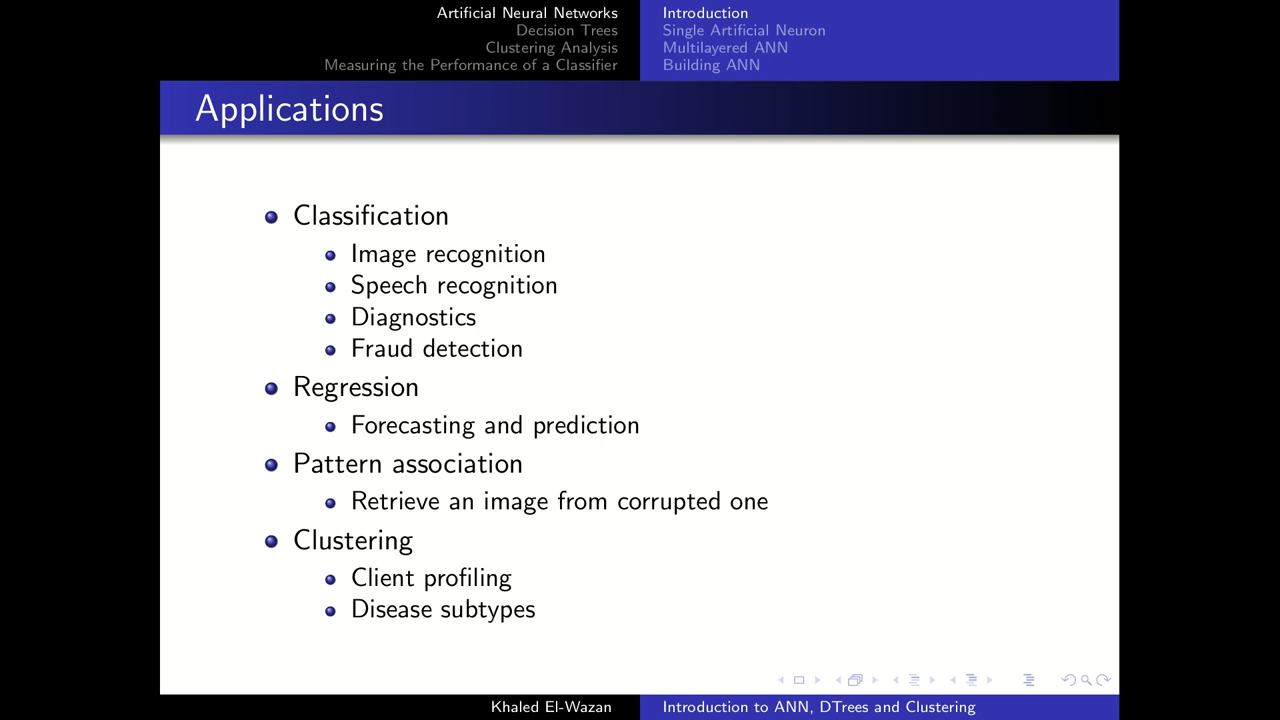 Artificial Neural Networks
Decision Trees
Clustering Analysis
Measuring the Performance of a Classifier
Introduction
Single Artificial Neuron
Multilayered ANN
Building ANN
Applications
Classification
Image recognition
Speech recognition
Diagnostics
Fraud detection
Regression
Forecasting and prediction
Pattern association
Retrieve an image from corrupted one
Clustering
Client profiling
Disease subtypes
Khaled El-Wazan
Introduction to ANN, DTrees and Clustering